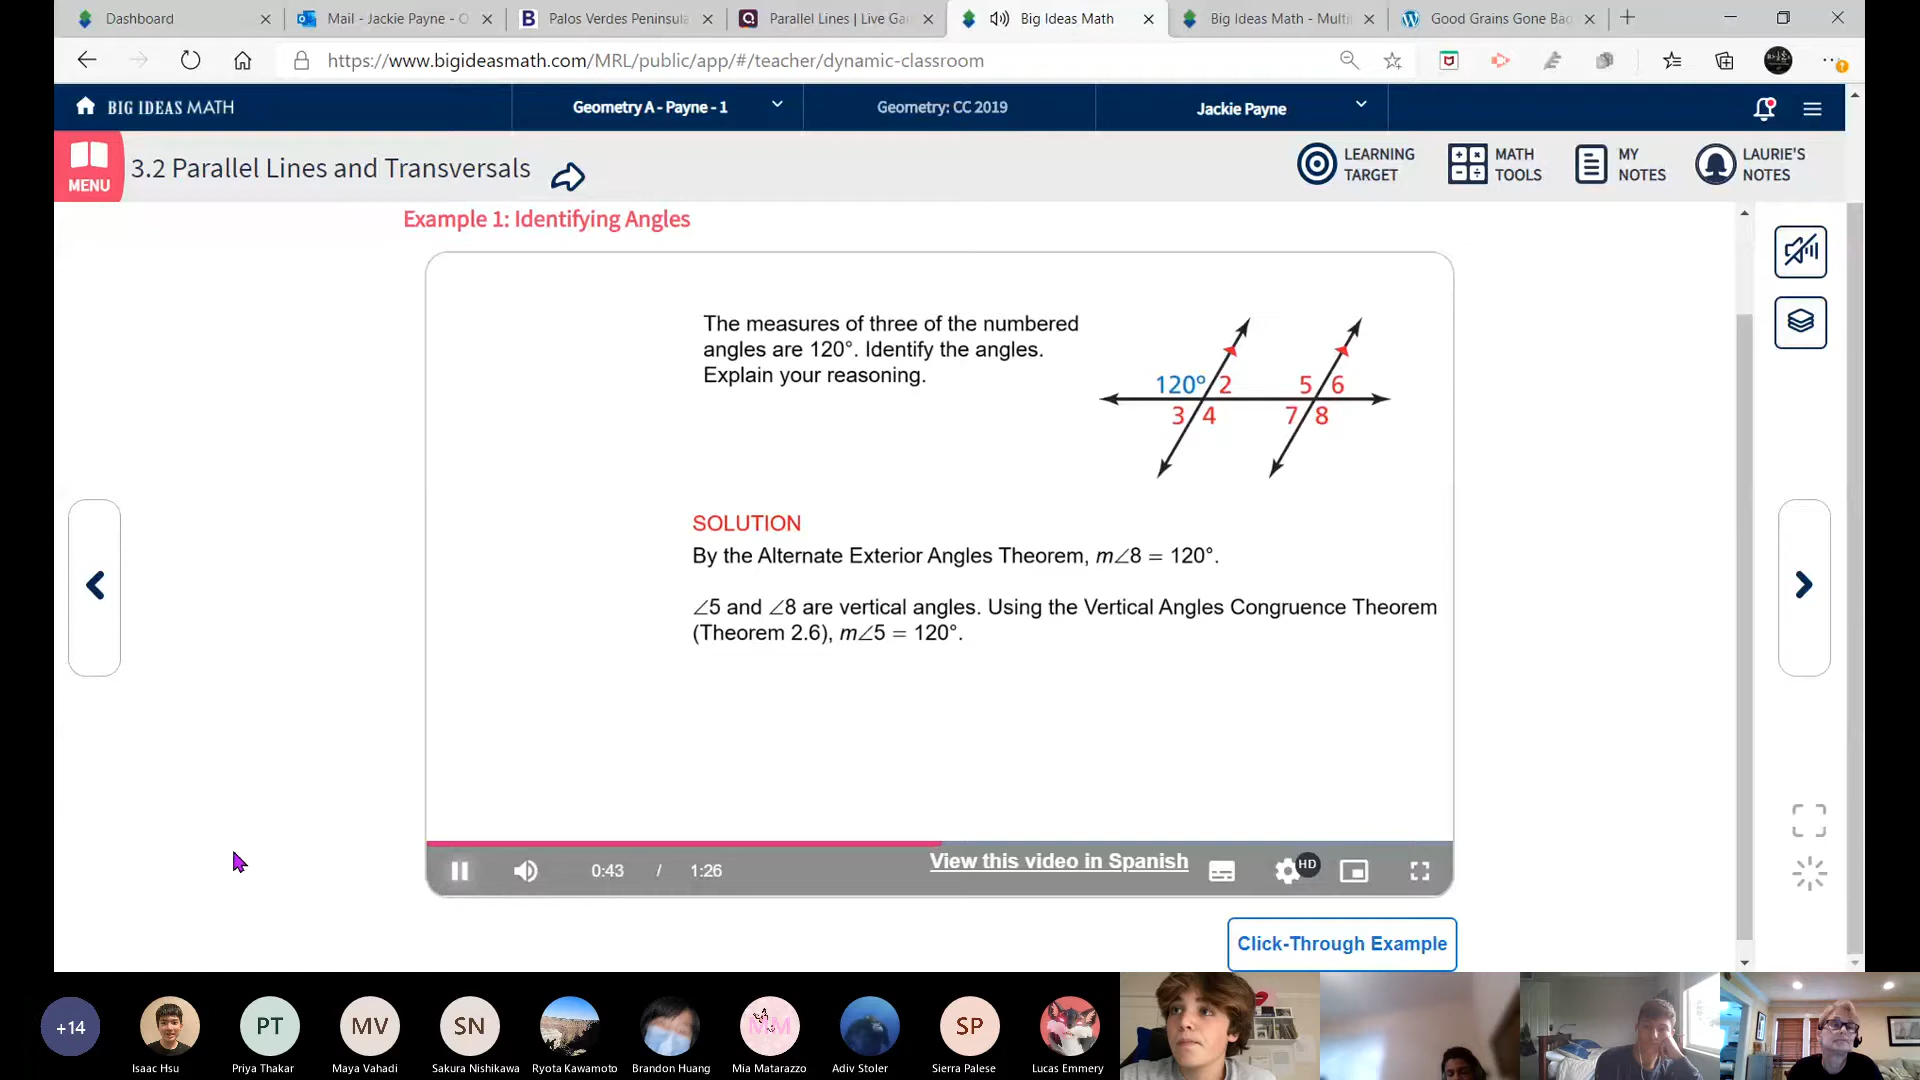 Dashboard
Mail - Jackie Payne - O
Palos Verdes Peninsula
Parallel Lines | Live Ga
Big Ideas Math
Big Ideas Math - Multi
Good Grains Gone Bad
https://www.bigideasmath.com/MRL/public/app/#/teacher/dynamic-classroom
BIG IDEAS MATH
Geometry A - Payne - 1
Geometry: CC 2019
Jackie Payne
MENU
3.2 Parallel Lines and Transversals
LEARNING TARGET
MATH TOOLS
MY NOTES
LAURIE'S NOTES
Example 1: Identifying Angles
The measures of three of the numbered
angles are 120°. Identify the angles.
Explain your reasoning.
120° 2 5 6
3 4 7 8
SOLUTION
By the Alternate Exterior Angles Theorem, m∠8 = 120°.
∠5 and ∠8 are vertical angles. Using the Vertical Angles Congruence Theorem
(Theorem 2.6), m∠5 = 120°.
0:43 / 1:26
View this video in Spanish
HD
Click-Through Example
+14
PT
MV
SN
MM
SP
Isaac Hsu
Priya Thakar
Maya Vahadi
Sakura Nishikawa
Ryota Kawamoto
Brandon Huang
Mia Matarazzo
Adiv Stoler
Sierra Palese
Lucas Emmery